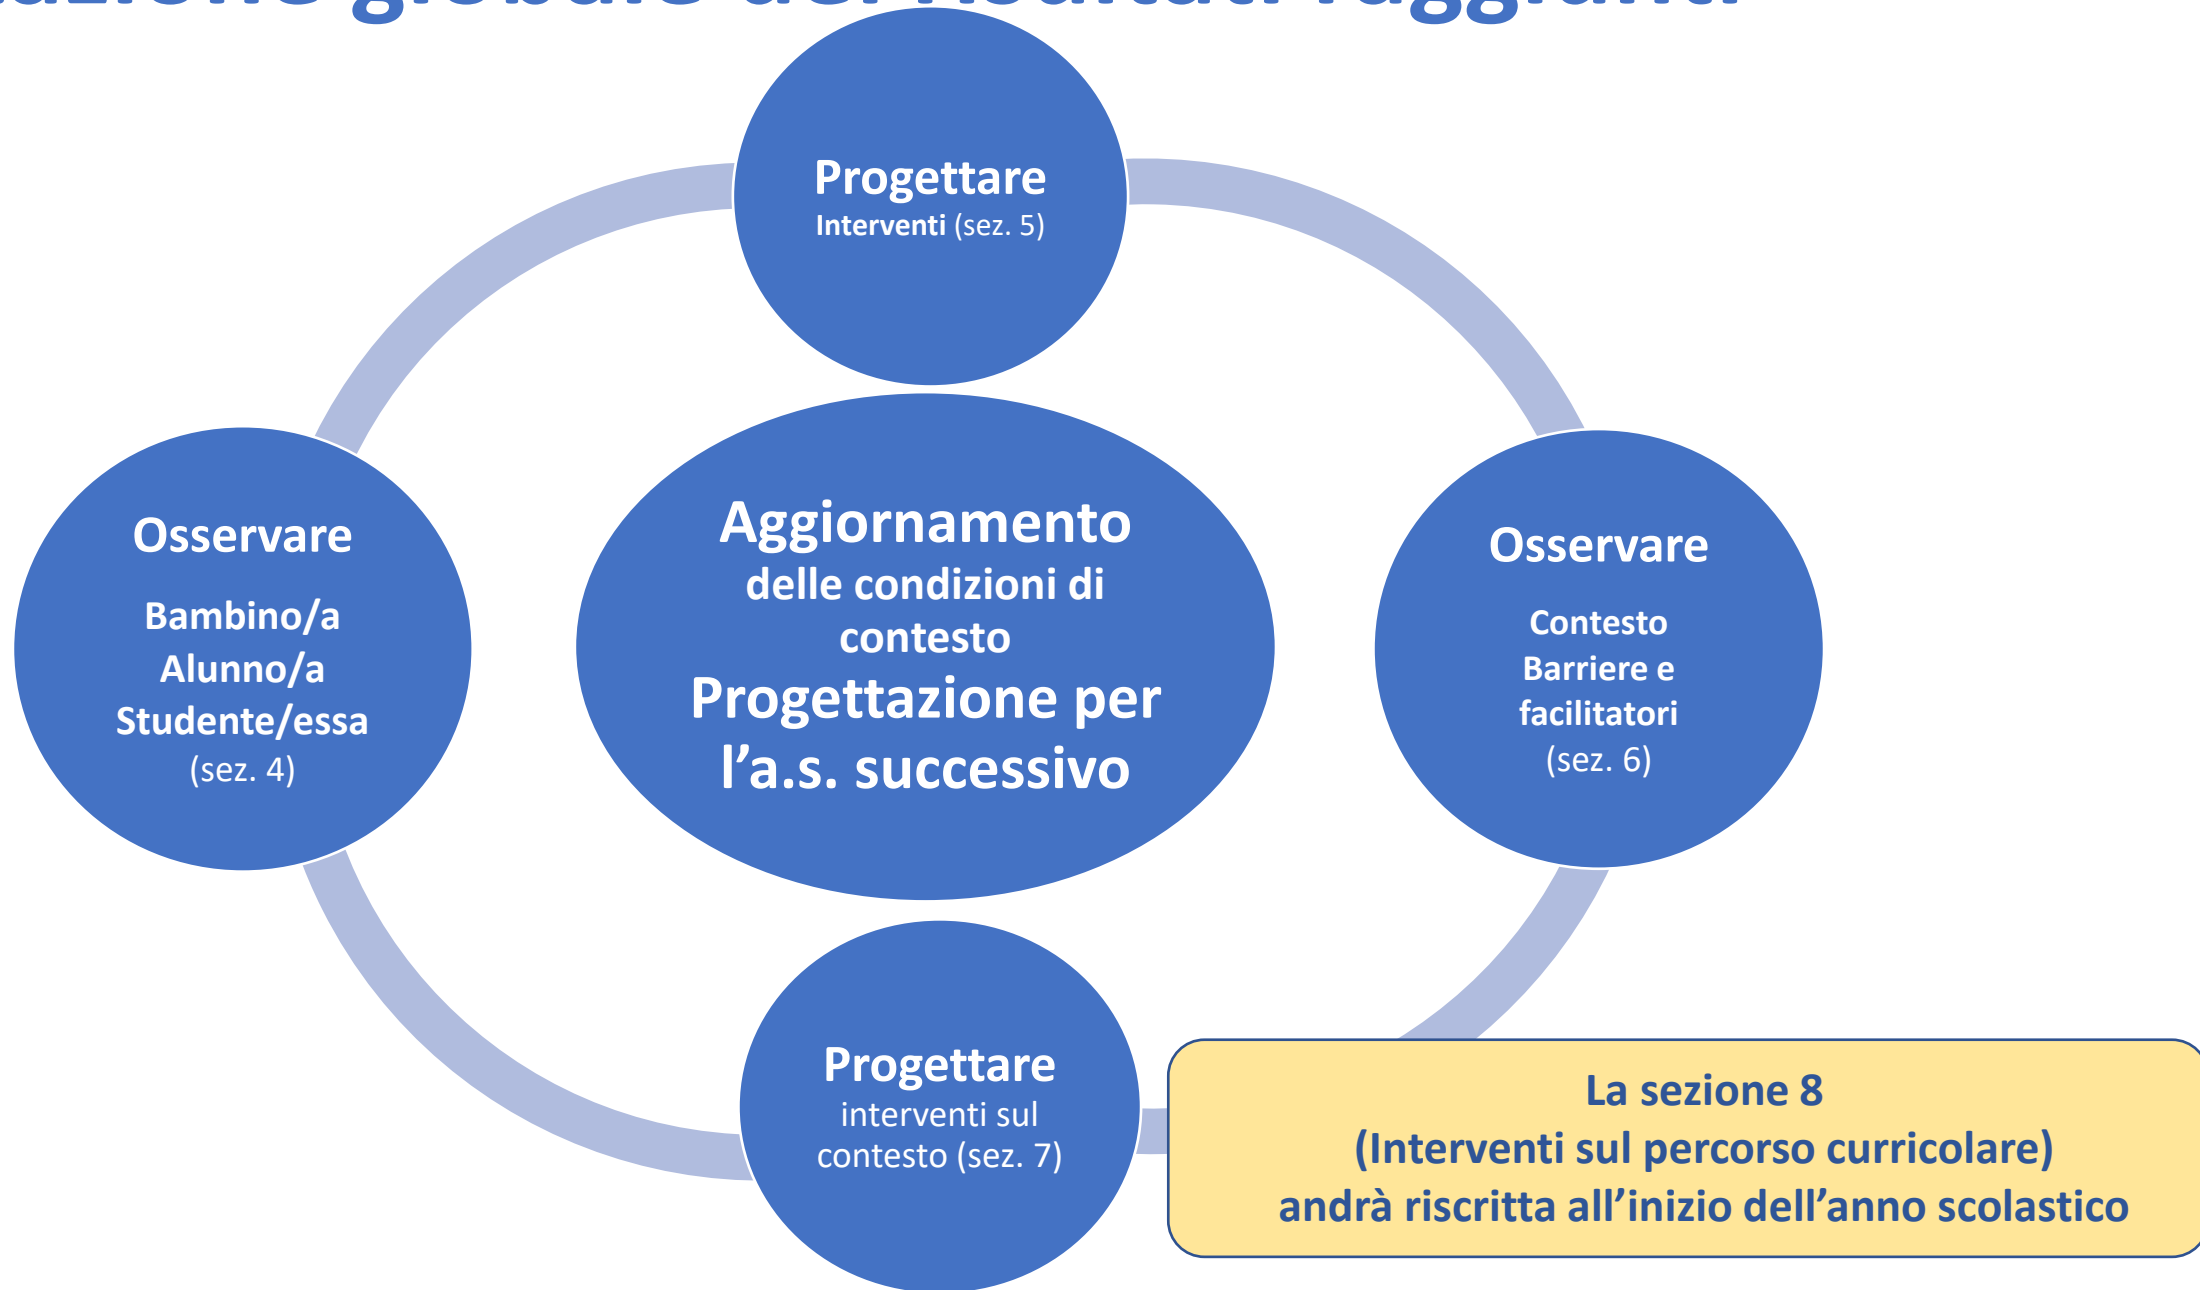 Progettare
Interventi (sez. 5)
Osservare
Bambino/a
Alunno/a
Studente/essa
(sez. 4)
Aggiornamento
delle condizioni di
contesto
Progettazione per
l’a.s. successivo
Osservare
Contesto
Barriere e
facilitatori
(sez. 6)
Progettare
interventi sul
contesto (sez. 7)
La sezione 8
(Interventi sul percorso curricolare)
andrà riscritta all’inizio dell’anno scolastico